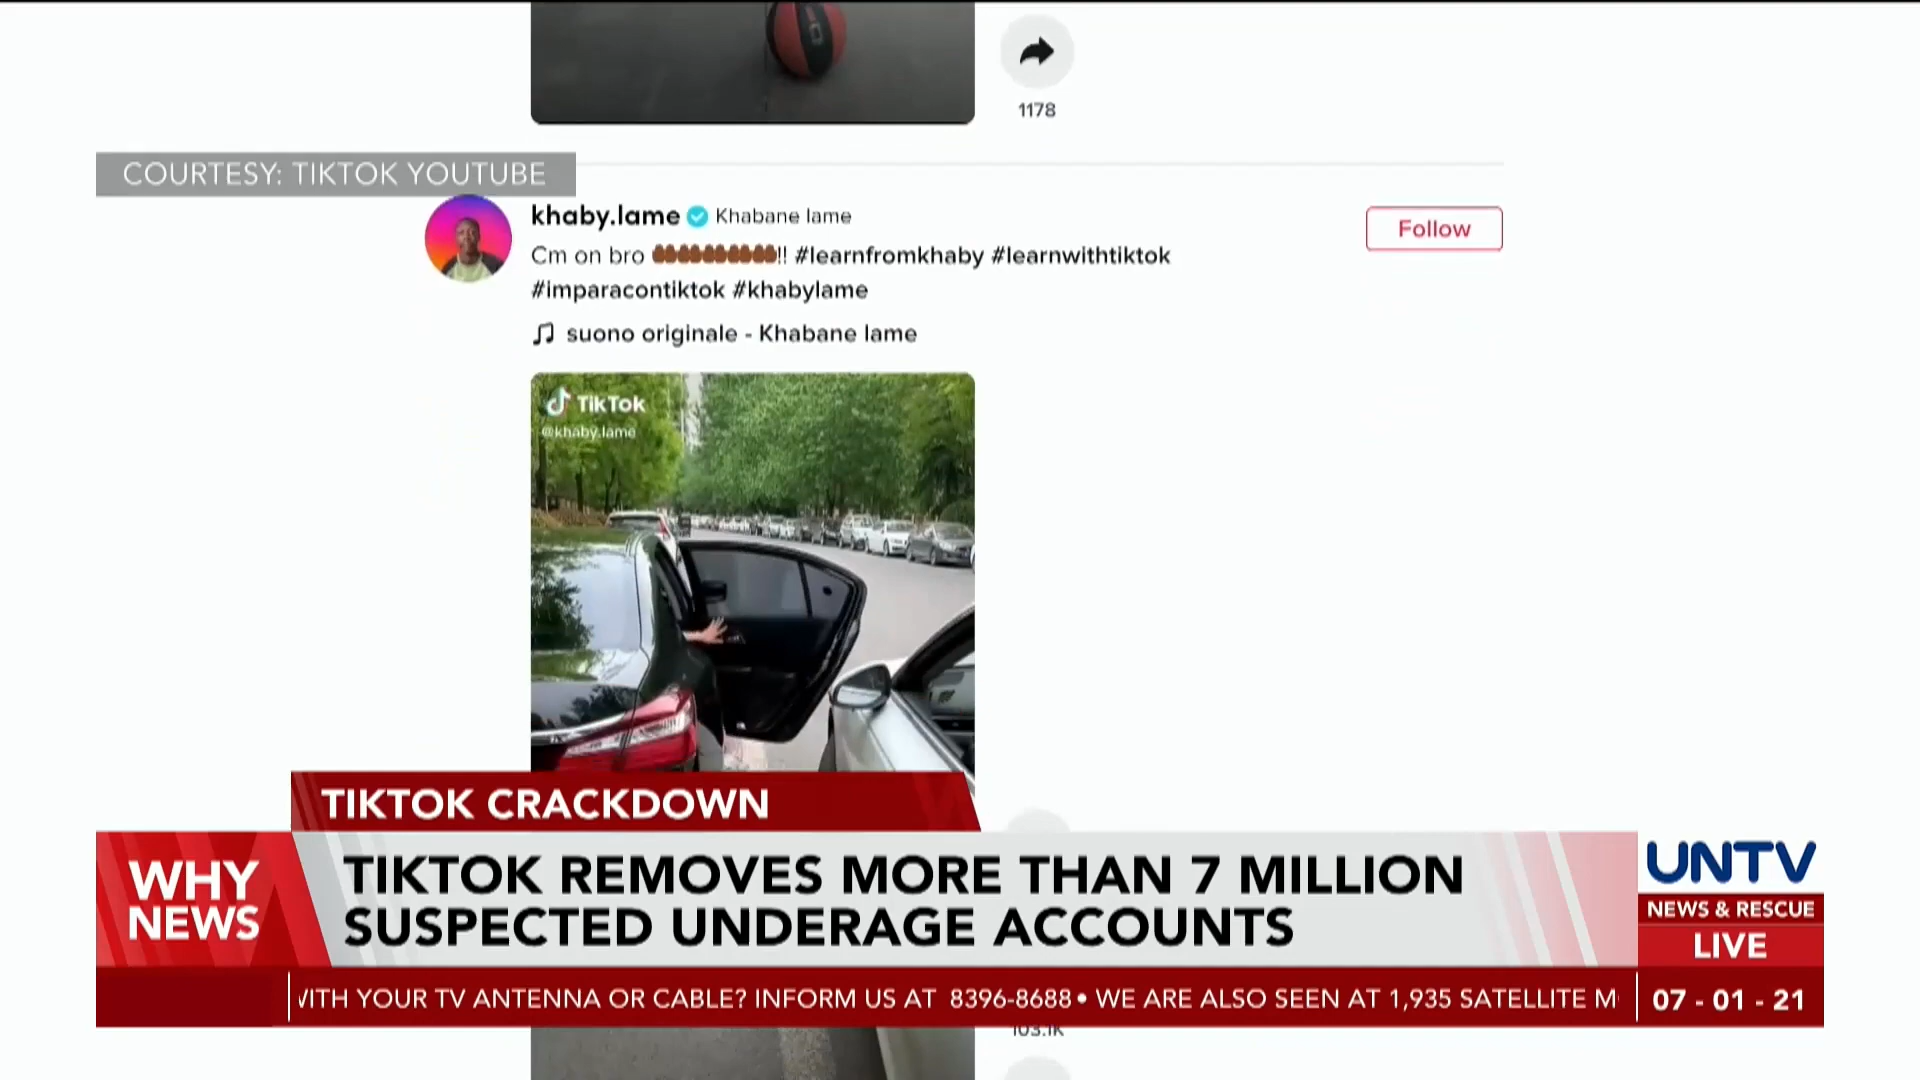 1178
COURTESY: TIKTOK YOUTUBE
khaby.lame Khabane lame
Follow
Cm on bro 🤲🏾🤲🏾🤲🏾🤲🏾🤲🏾🤲🏾🤲🏾🤲🏾🤲🏾🤲🏾!! #learnfromkhaby #learnwithtiktok
#imparacontiktok #khabylame
suono originale - Khabane lame
TikTok
@khaby.lame
TIKTOK CRACKDOWN
WHY
NEWS
TIKTOK REMOVES MORE THAN 7 MILLION
SUSPECTED UNDERAGE ACCOUNTS
UNTV
NEWS & RESCUE
LIVE
WITH YOUR TV ANTENNA OR CABLE? INFORM US AT 8396-8688 • WE ARE ALSO SEEN AT 1,935 SATELLITE M
07 - 01 - 21
103.1K